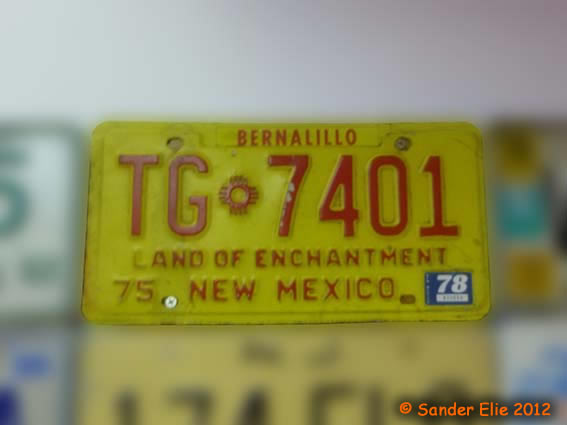 BERNALILLO
TG 7401
LAND OF ENCHANTMENT
75 NEW MEXICO 78
© Sander Elie 2012